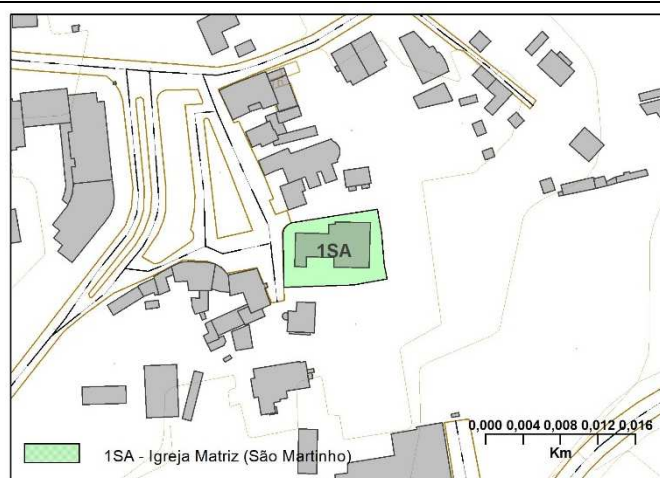 1SA
0,000 0,004 0,008 0,012 0,016
Km
1SA - Igreja Matriz (São Martinho)